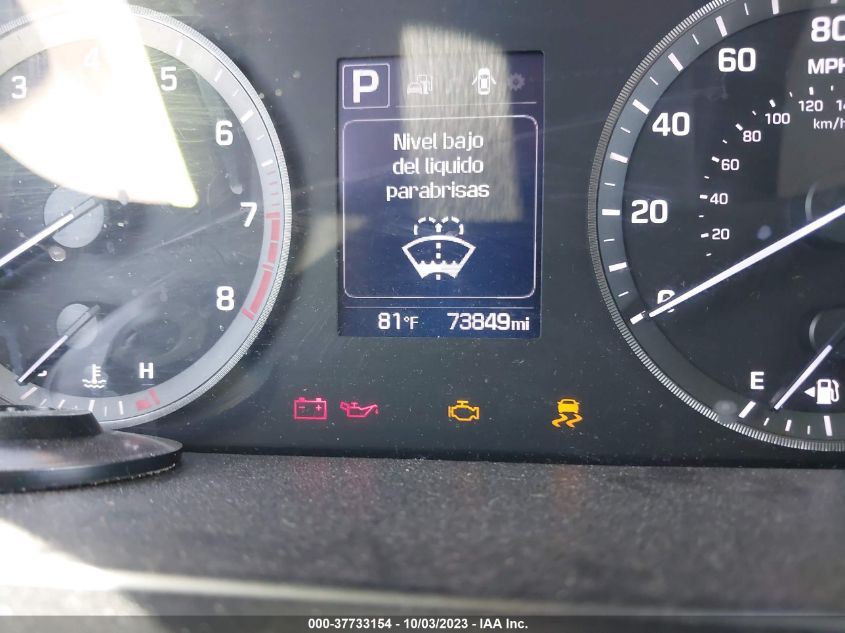 3
4
5
6
7
8
H
P
Nivel bajo
del liquido
parabrisas
81°F 73849mi
0
20
40
60
80
MPH
20
40
60
80
100
120
km/h
E
000-37733154 - 10/03/2023 - IAA Inc.